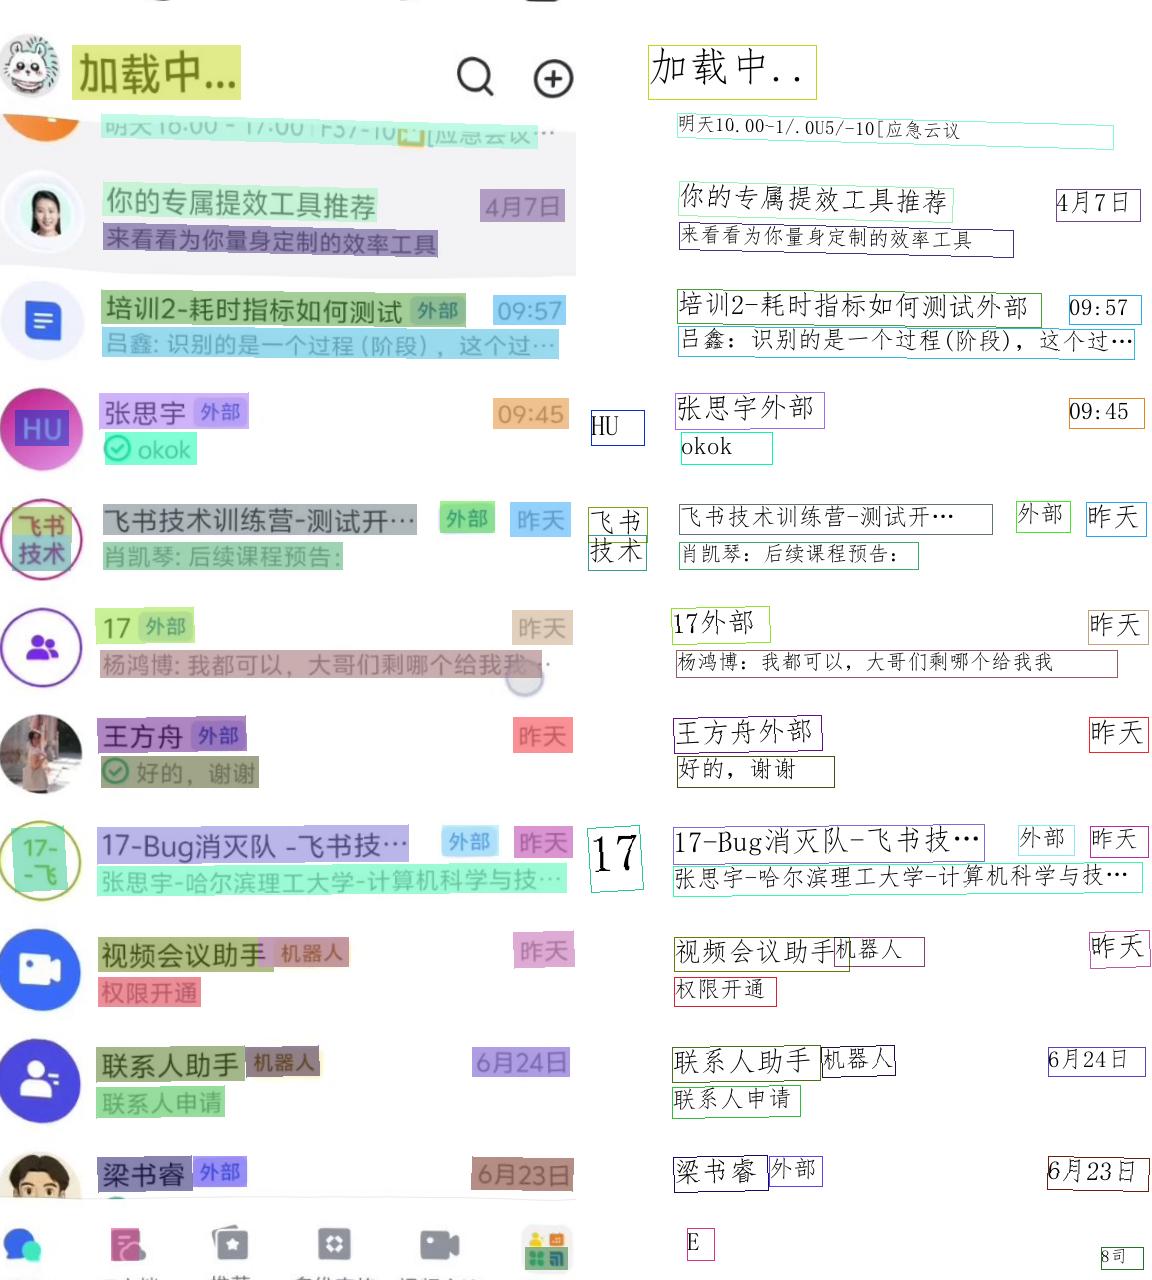 加载中...
加载中..
明天16:00 - 17:00 F37-10 [应急会议…
明天10.00~1/.0U5/-10[应急云议
你的专属提效工具推荐 4月7日
你的专属提效工具推荐 4月7日
来看看为你量身定制的效率工具
来看看为你量身定制的效率工具
培训2-耗时指标如何测试 外部 09:57
培训2-耗时指标如何测试外部 09:57
吕鑫: 识别的是一个过程 (阶段) ，这个过…
吕鑫: 识别的是一个过程(阶段), 这个过…
HU 张思宇 外部 09:45
HU 张思宇外部 09:45
okok
okok
飞书技术 飞书技术训练营-测试开… 外部 昨天
飞书技术 飞书技术训练营-测试开… 外部 昨天
肖凯琴: 后续课程预告:
肖凯琴: 后续课程预告:
17 外部 昨天
17外部 昨天
杨鸿博: 我都可以，大哥们剩哪个给我我…
杨鸿博: 我都可以, 大哥们剩哪个给我我
王方舟 外部 昨天
王方舟外部 昨天
好的，谢谢
好的, 谢谢
17--飞 17-Bug消灭队 -飞书技… 外部 昨天
17 17-Bug消灭队-飞书技… 外部 昨天
张思宇-哈尔滨理工大学-计算机科学与技…
张思宇-哈尔滨理工大学-计算机科学与技…
视频会议助手 机器人 昨天
视频会议助手机器人 昨天
权限开通
权限开通
联系人助手 机器人 6月24日
联系人助手 机器人 6月24日
联系人申请
联系人申请
梁书睿 外部 6月23日
梁书睿 外部 6月23日
E
8司